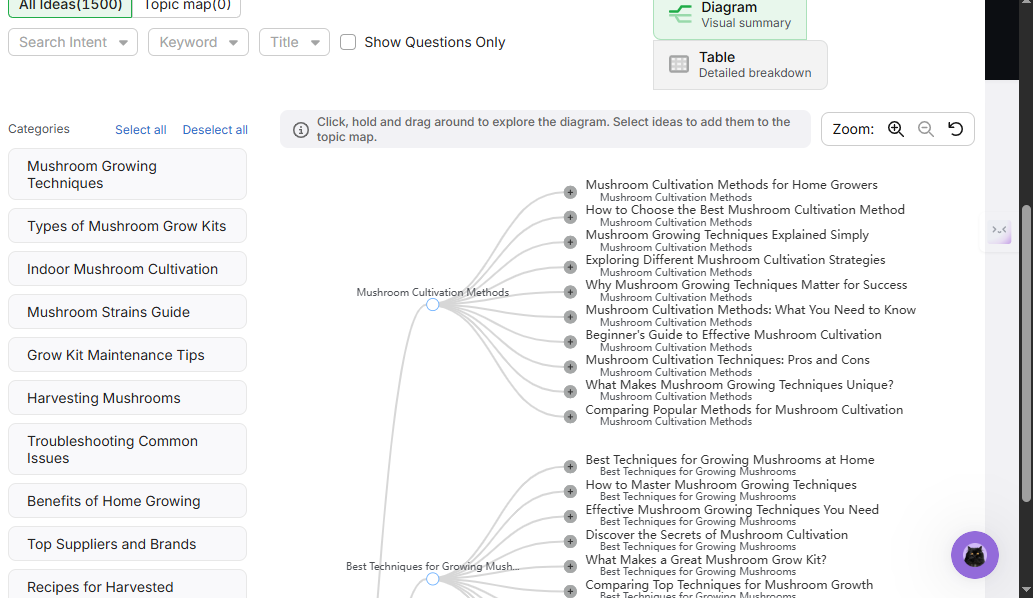 All Ideas(1500)
Topic map(0)
Search Intent
Keyword
Title
Show Questions Only
Diagram
Visual summary
Table
Detailed breakdown
Categories
Select all
Deselect all
Click, hold and drag around to explore the diagram. Select ideas to add them to the
topic map.
Zoom:
Mushroom Growing
Techniques
Types of Mushroom Grow Kits
Indoor Mushroom Cultivation
Mushroom Strains Guide
Grow Kit Maintenance Tips
Harvesting Mushrooms
Troubleshooting Common
Issues
Benefits of Home Growing
Top Suppliers and Brands
Recipes for Harvested
Mushroom Cultivation Methods
Mushroom Cultivation Methods for Home Growers
Mushroom Cultivation Methods
How to Choose the Best Mushroom Cultivation Method
Mushroom Cultivation Methods
Mushroom Growing Techniques Explained Simply
Mushroom Cultivation Methods
Exploring Different Mushroom Cultivation Strategies
Mushroom Cultivation Methods
Why Mushroom Growing Techniques Matter for Success
Mushroom Cultivation Methods
Mushroom Cultivation Methods: What You Need to Know
Mushroom Cultivation Methods
Beginner's Guide to Effective Mushroom Cultivation
Mushroom Cultivation Methods
Mushroom Cultivation Techniques: Pros and Cons
Mushroom Cultivation Methods
What Makes Mushroom Growing Techniques Unique?
Mushroom Cultivation Methods
Comparing Popular Methods for Mushroom Cultivation
Mushroom Cultivation Methods
Best Techniques for Growing Mush...
Best Techniques for Growing Mushrooms at Home
Best Techniques for Growing Mushrooms
How to Master Mushroom Growing Techniques
Best Techniques for Growing Mushrooms
Effective Mushroom Growing Techniques You Need
Best Techniques for Growing Mushrooms
Discover the Secrets of Mushroom Cultivation
Best Techniques for Growing Mushrooms
What Makes a Great Mushroom Grow Kit?
Best Techniques for Growing Mushrooms
Comparing Top Techniques for Mushroom Growth
Best Techniques for Growing Mushrooms